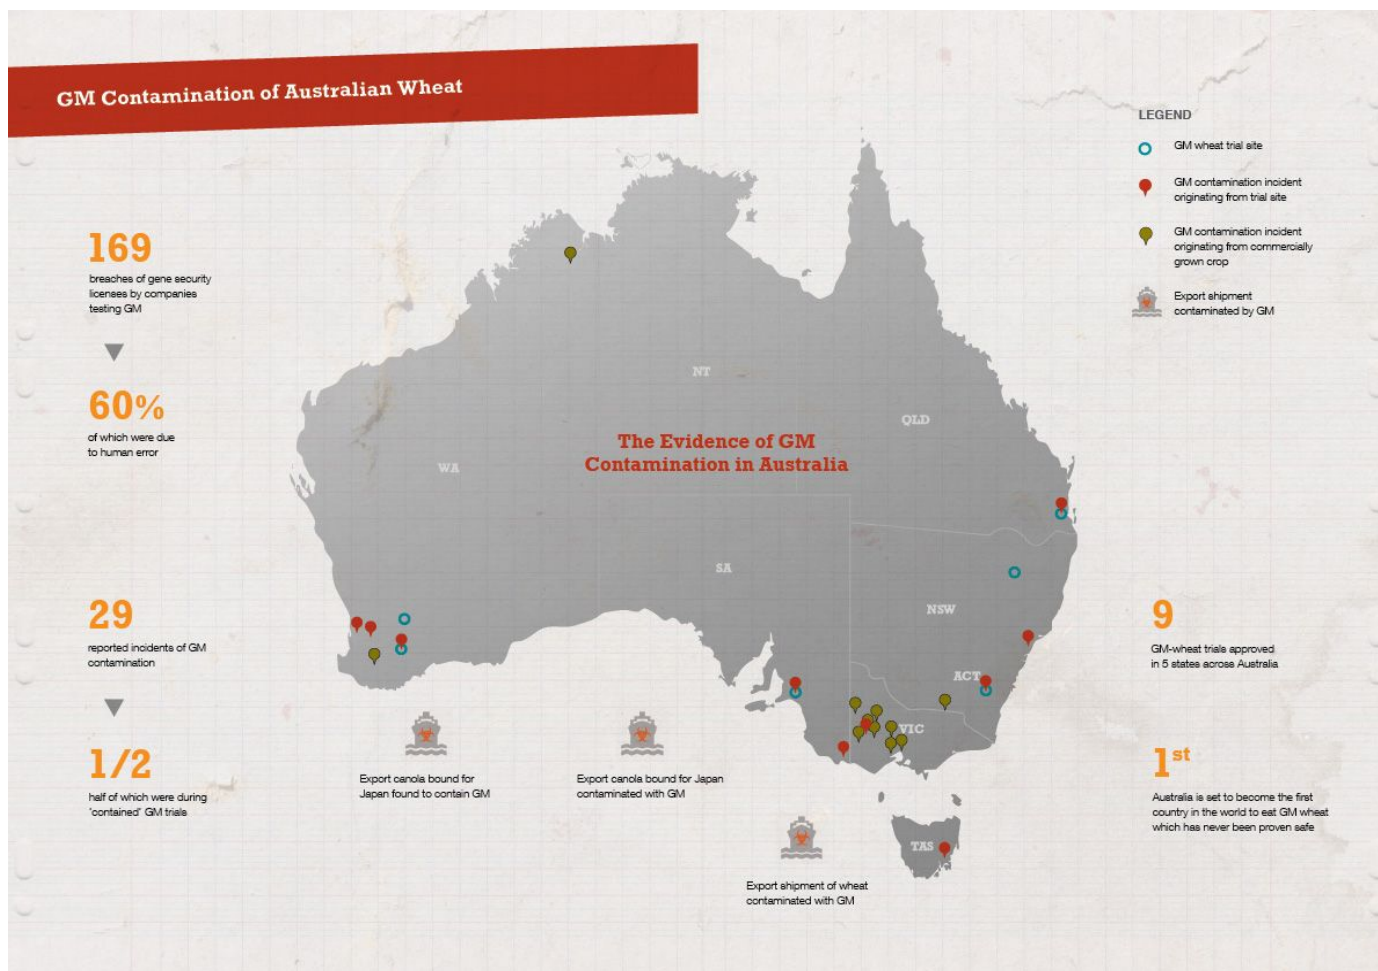 GM Contamination of Australian Wheat
LEGEND
GM wheat trial site
GM contamination incident
originating from trial site
GM contamination incident
originating from commercially
grown crop
Export shipment
contaminated by GM
169
breaches of gene security
licenses by companies
testing GM
60%
of which were due
to human error
29
reported incidents of GM
contamination
1/2
half of which were during
'contained' GM trials
NT
QLD
The Evidence of GM
Contamination in Australia
WA
SA
NSW
ACT
VIC
TAS
Export canola bound for
Japan found to contain GM
Export canola bound for Japan
contaminated with GM
Export shipment of wheat
contaminated with GM
9
GM-wheat trials approved
in 5 states across Australia
1st
Australia is set to become the first
country in the world to eat GM wheat
which has never been proven safe